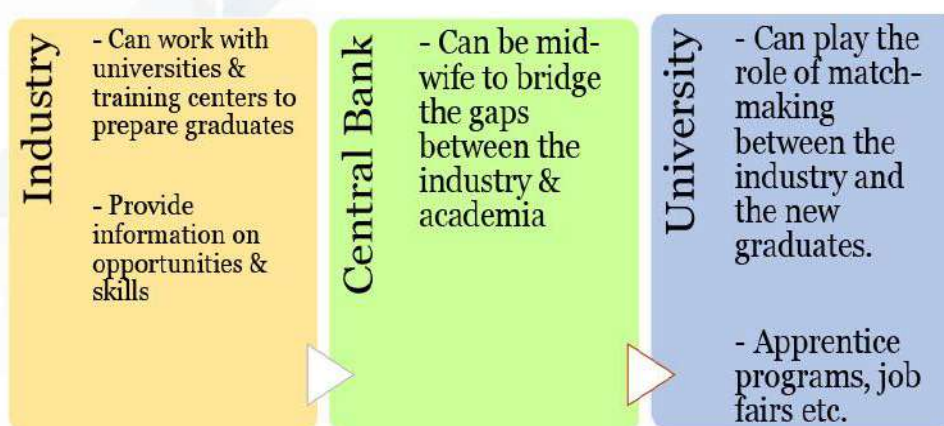 Industry
- Can work with
universities &
training centers to
prepare graduates
- Provide
information on
opportunities &
skills
Central Bank
- Can be mid-
wife to bridge
the gaps
between the
industry &
academia
University
- Can play the
role of match-
making
between the
industry and
the new
graduates.
- Apprentice
programs, job
fairs etc.